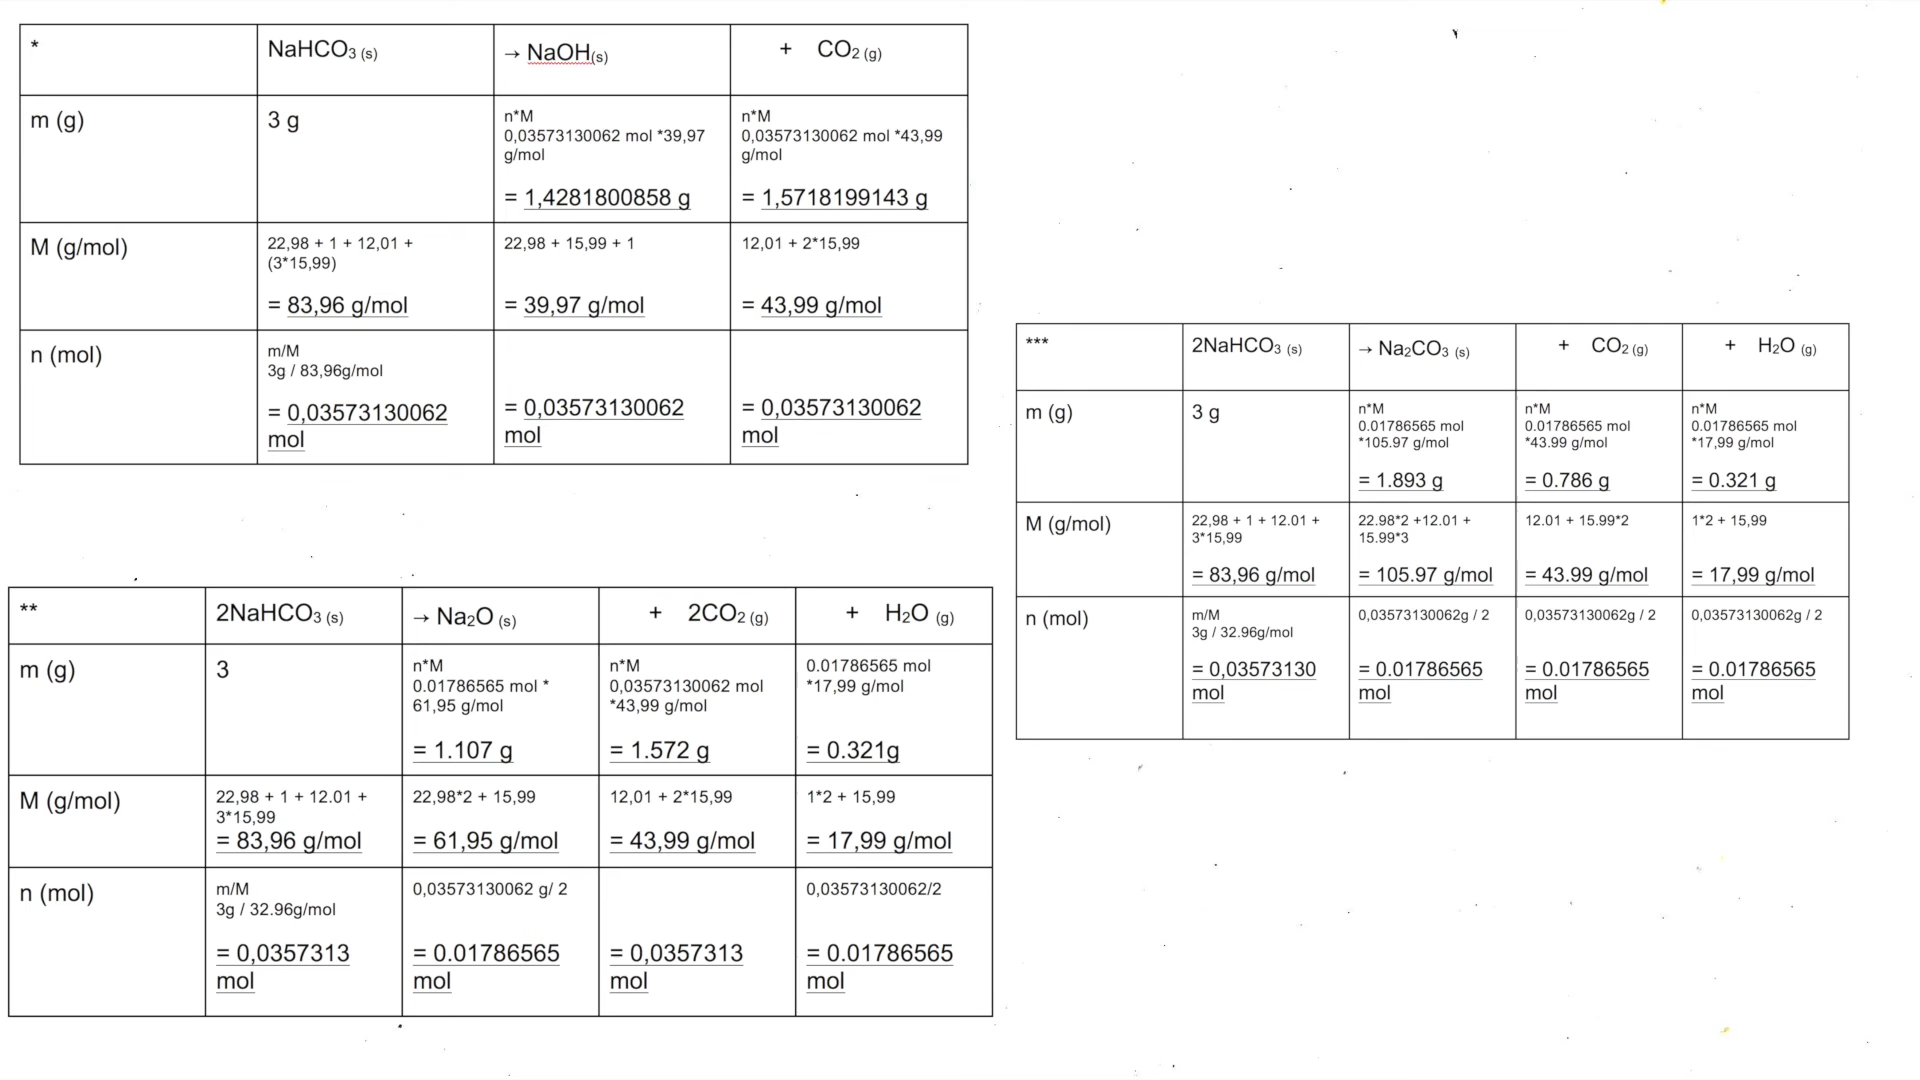 *
NaHCO3 (s)
→ NaOH(s)
+ CO2 (g)
m (g)
3 g
n*M
0,03573130062 mol *39,97
g/mol
= 1,4281800858 g
n*M
0,03573130062 mol *43,99
g/mol
= 1,5718199143 g
M (g/mol)
22,98 + 1 + 12,01 +
(3*15,99)
= 83,96 g/mol
22,98 + 15,99 + 1
= 39,97 g/mol
12,01 + 2*15,99
= 43,99 g/mol
n (mol)
m/M
3g / 83,96g/mol
= 0,03573130062
mol
= 0,03573130062
mol
= 0,03573130062
mol
**
2NaHCO3 (s)
→ Na2O (s)
+ 2CO2 (g)
+ H2O (g)
m (g)
3
n*M
0.01786565 mol *
61,95 g/mol
= 1.107 g
n*M
0,03573130062 mol
*43,99 g/mol
= 1.572 g
0.01786565 mol
*17,99 g/mol
= 0.321g
M (g/mol)
22,98 + 1 + 12.01 +
3*15,99
= 83,96 g/mol
22,98*2 + 15,99
= 61,95 g/mol
12,01 + 2*15,99
= 43,99 g/mol
1*2 + 15,99
= 17,99 g/mol
n (mol)
m/M
3g / 32.96g/mol
= 0,0357313
mol
0,03573130062 g/ 2
= 0.01786565
mol
= 0,0357313
mol
0,03573130062/2
= 0.01786565
mol
***
2NaHCO3 (s)
→ Na2CO3 (s)
+ CO2 (g)
+ H2O (g)
m (g)
3 g
n*M
0.01786565 mol
*105.97 g/mol
= 1.893 g
n*M
0.01786565 mol
*43.99 g/mol
= 0.786 g
n*M
0.01786565 mol
*17,99 g/mol
= 0.321 g
M (g/mol)
22,98 + 1 + 12.01 +
3*15,99
= 83,96 g/mol
22.98*2 +12.01 +
15.99*3
= 105.97 g/mol
12.01 + 15.99*2
= 43.99 g/mol
1*2 + 15,99
= 17,99 g/mol
n (mol)
m/M
3g / 32.96g/mol
= 0,03573130
mol
0,03573130062g / 2
= 0.01786565
mol
0,03573130062g / 2
= 0.01786565
mol
0,03573130062g / 2
= 0.01786565
mol